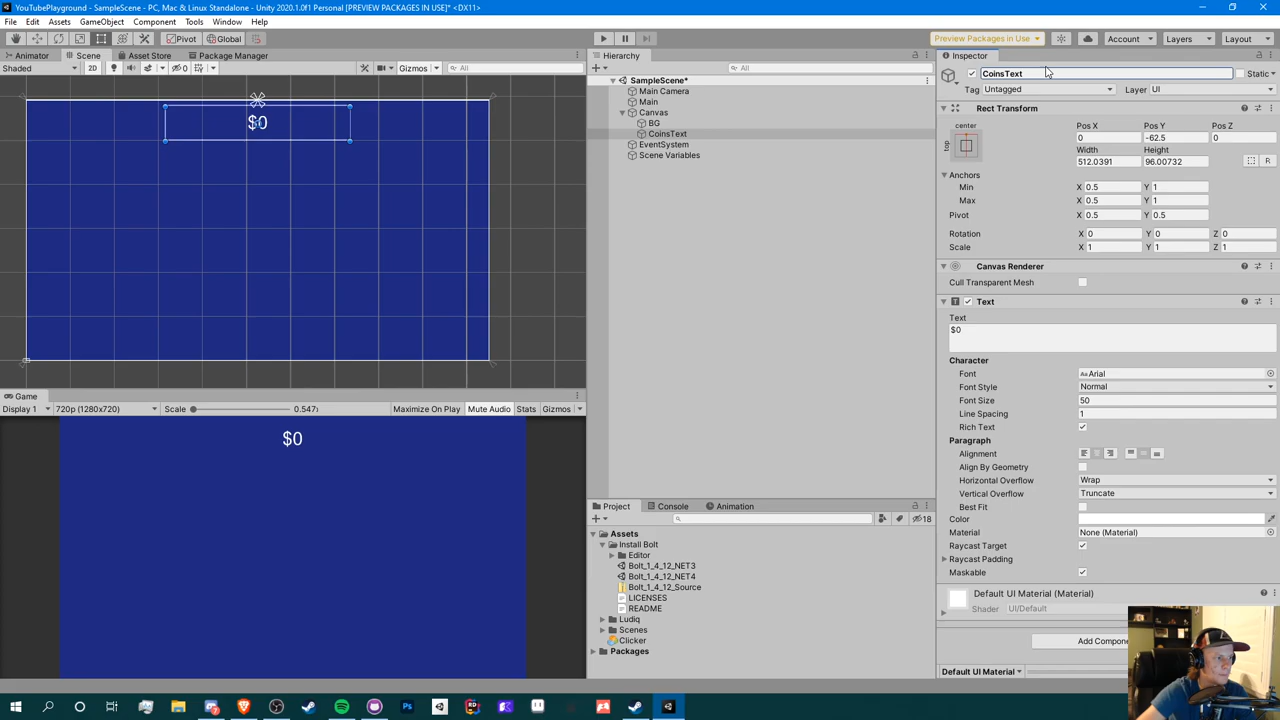 YouTubePlayground - SampleScene - PC, Mac & Linux Standalone - Unity 2020.1.0f1 Personal [PREVIEW PACKAGES IN USE]* <DX11>
File Edit Assets GameObject Component Tools Window Help
Pivot Global Preview Packages in Use Account Layers Layout
Animator Scene Asset Store Package Manager
Shaded 2D 0 Gizmos All
$0
Game
Display 1 720p (1280x720) Scale 0.547x Maximize On Play Mute Audio Stats Gizmos
$0
Hierarchy
All
SampleScene*
Main Camera
Main
Canvas
BG
CoinsText
EventSystem
Scene Variables
Project Console Animation
18
Assets
Install Bolt
Editor
Bolt_1_4_12_NET3
Bolt_1_4_12_NET4
Bolt_1_4_12_Source
LICENSES
README
Ludiq
Scenes
Clicker
Packages
Inspector
CoinsText Static
Tag Untagged Layer UI
Rect Transform
center Pos X Pos Y Pos Z
top 0 -62.5 0
Width Height
512.0391 96.00732 R
Anchors
Min X 0.5 Y 1
Max X 0.5 Y 1
Pivot X 0.5 Y 0.5
Rotation X 0 Y 0 Z 0
Scale X 1 Y 1 Z 1
Canvas Renderer
Cull Transparent Mesh
Text
Text
$0
Character
Font Arial
Font Style Normal
Font Size 50
Line Spacing 1
Rich Text
Paragraph
Alignment
Align By Geometry
Horizontal Overflow Wrap
Vertical Overflow Truncate
Best Fit
Color
Material None (Material)
Raycast Target
Raycast Padding
Maskable
Default UI Material (Material)
Shader UI/Default
Default UI Material